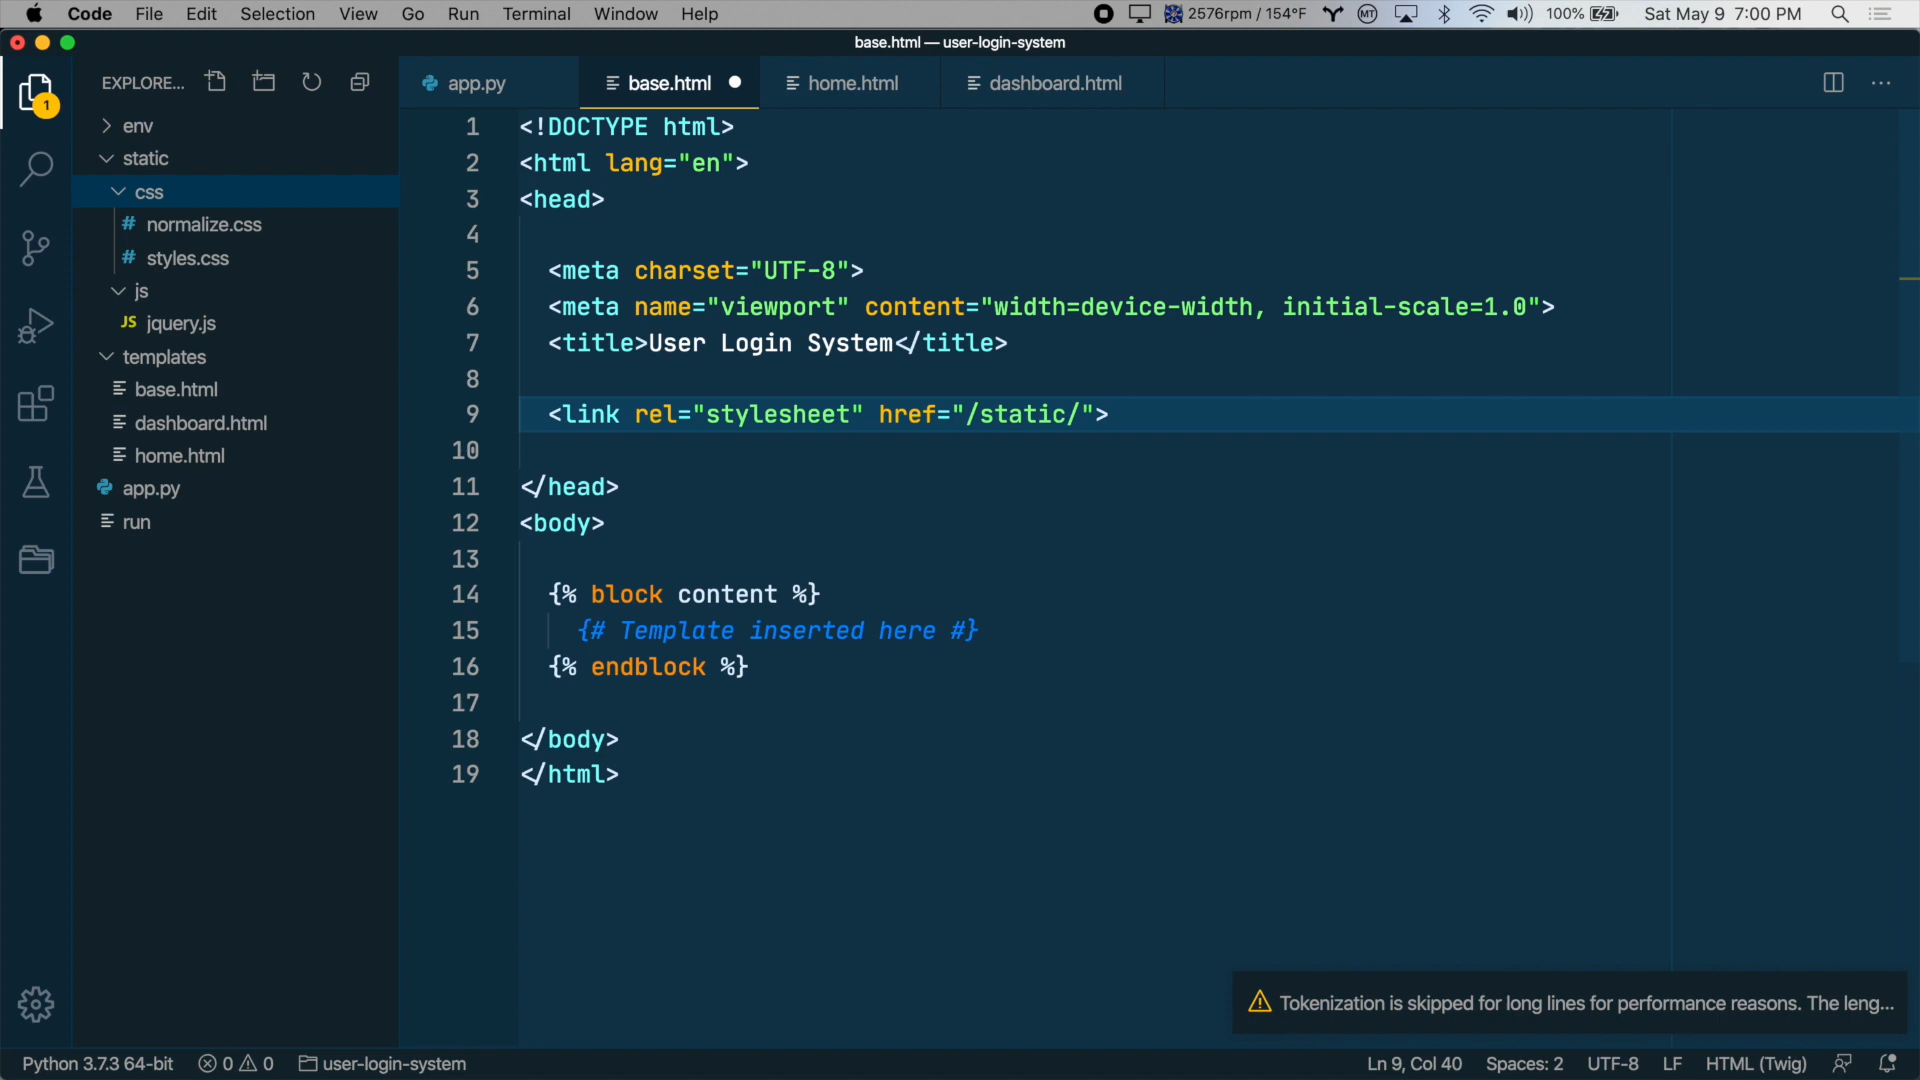 Code File Edit Selection View Go Run Terminal Window Help
2576rpm / 154°F MT 100% Sat May 9 7:00 PM
base.html — user-login-system
EXPLORE...
app.py base.html home.html dashboard.html
1
env
static
css
# normalize.css
# styles.css
js
JS jquery.js
templates
base.html
dashboard.html
home.html
app.py
run
1 <!DOCTYPE html>
2 <html lang="en">
3 <head>
4
5 <meta charset="UTF-8">
6 <meta name="viewport" content="width=device-width, initial-scale=1.0">
7 <title>User Login System</title>
8
9 <link rel="stylesheet" href="/static/">
10
11 </head>
12 <body>
13
14 {% block content %}
15 {# Template inserted here #}
16 {% endblock %}
17
18 </body>
19 </html>
Tokenization is skipped for long lines for performance reasons. The leng...
Python 3.7.3 64-bit 0 0 user-login-system Ln 9, Col 40 Spaces: 2 UTF-8 LF HTML (Twig)